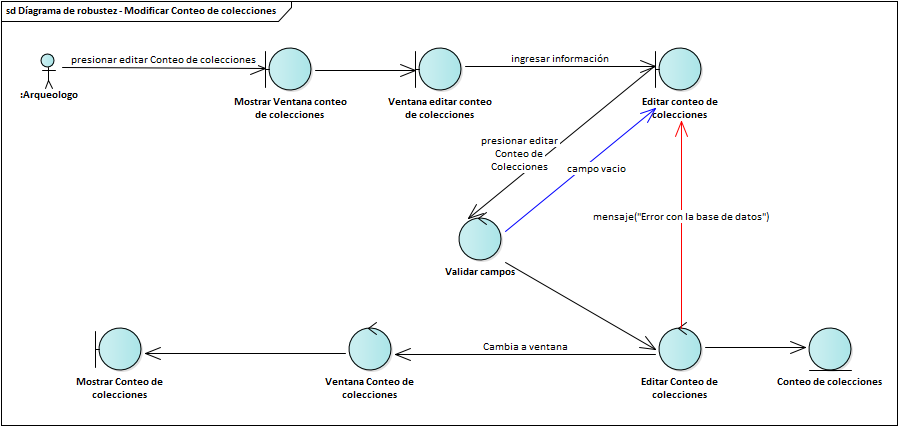 sd Díagrama de robustez - Modificar Conteo de colecciones
presionar editar Conteo de colecciones
ingresar información
:Arqueologo
Mostrar Ventana conteo
de colecciones
Ventana editar conteo
de colecciones
Editar conteo de
colecciones
presionar editar
Conteo de
Colecciones
campo vacio
mensaje("Error con la base de datos")
Validar campos
Cambia a ventana
Mostrar Conteo de
colecciones
Ventana Conteo de
colecciones
Editar Conteo de
colecciones
Conteo de colecciones